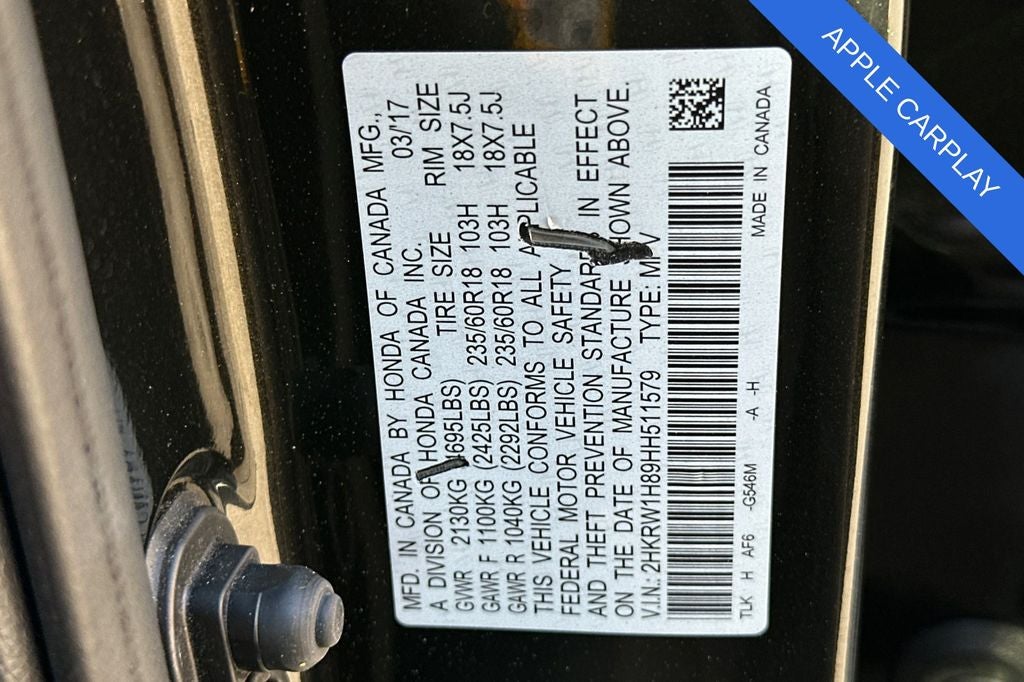 APPLE CARPLAY
MFD. IN CANADA BY HONDA OF CANADA MFG.,
A DIVISION OF HONDA CANADA INC. 03/17
GVWR 2130KG (4695LBS) TIRE SIZE RIM SIZE
GAWR F 1100KG (2425LBS) 235/60R18 103H 18X7.5J
GAWR R 1040KG (2292LBS) 235/60R18 103H 18X7.5J
THIS VEHICLE CONFORMS TO ALL APPLICABLE
FEDERAL MOTOR VEHICLE SAFETY
AND THEFT PREVENTION STANDARD IN EFFECT
ON THE DATE OF MANUFACTURE SHOWN ABOVE.
V.I.N.: 2HKRW1H89HH511579 TYPE: M V
TLK H AF6 -G546M -A -H
MADE IN CANADA